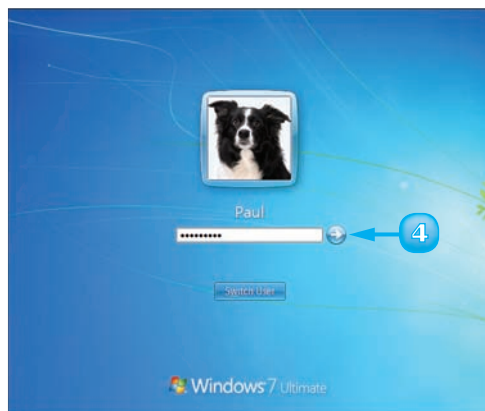 Paul
•••••••••
4
Switch User
Windows 7 Ultimate